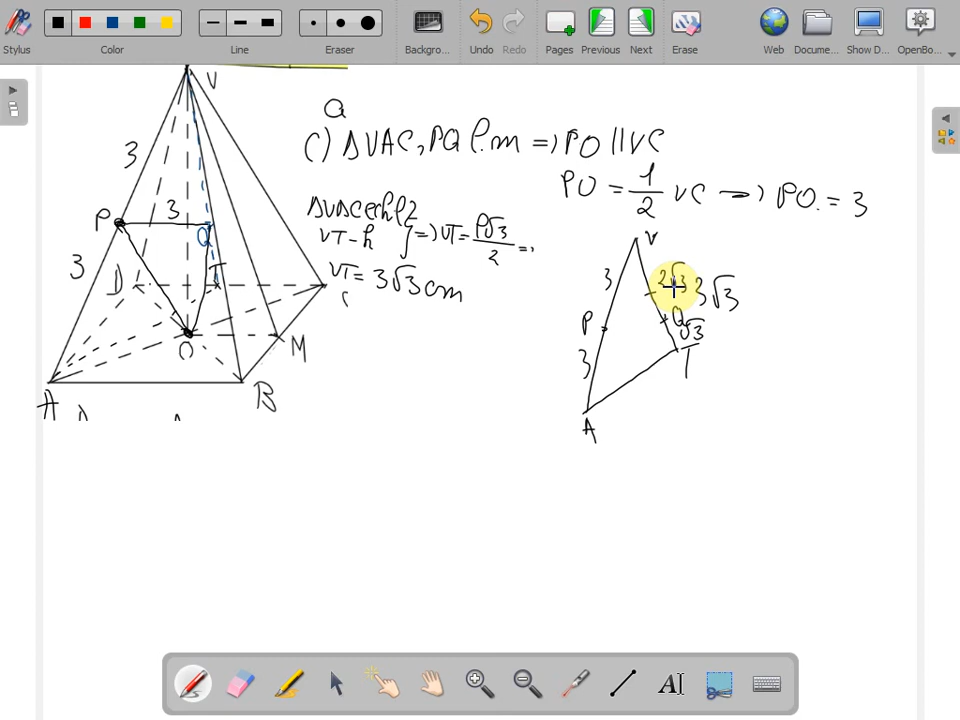 Stylus
Color
Line
Eraser
Backgro...
Undo
Redo
Pages
Previous
Next
Erase
Web
Docume...
Show D...
OpenBo...
V
a
c) ΔVAC, PQ l.m => PO || VC
PO = 1/2 VC -> PO = 3
3
P
3
Q
3
D
T
O
M
A
B
VT - h } => VT = l√3/2 =>
VT = 3√3 cm
V
3
2√3
3√3
P
Q
√3
3
T
A